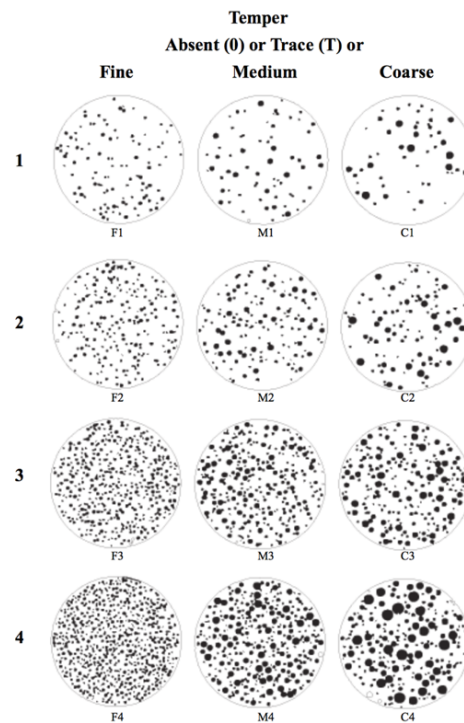 Temper
Absent (0) or Trace (T) or
Fine Medium Coarse
1
F1 M1 C1
2
F2 M2 C2
3
F3 M3 C3
4
F4 M4 C4